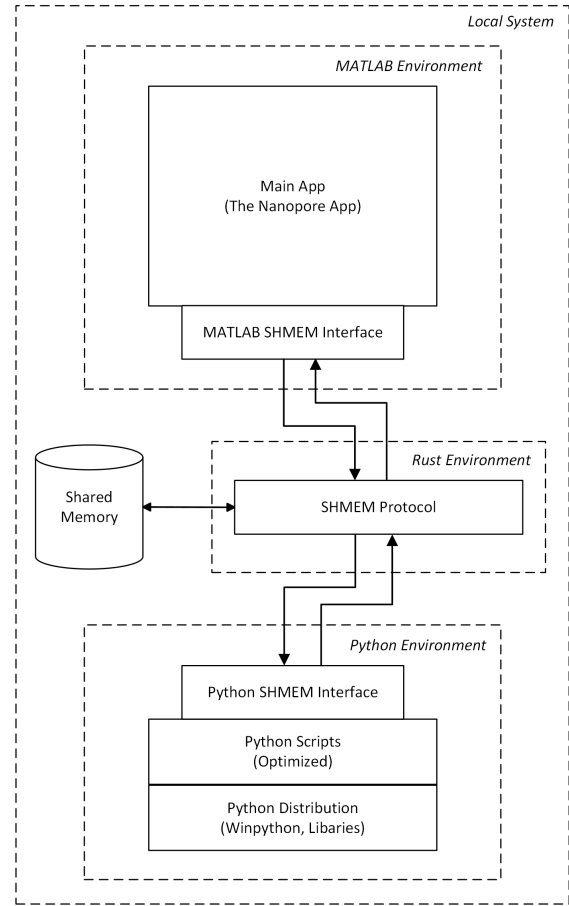 Local System
MATLAB Environment
Main App
(The Nanopore App)
MATLAB SHMEM Interface
Rust Environment
Shared
Memory
SHMEM Protocol
Python Environment
Python SHMEM Interface
Python Scripts
(Optimized)
Python Distribution
(Winpython, Libaries)